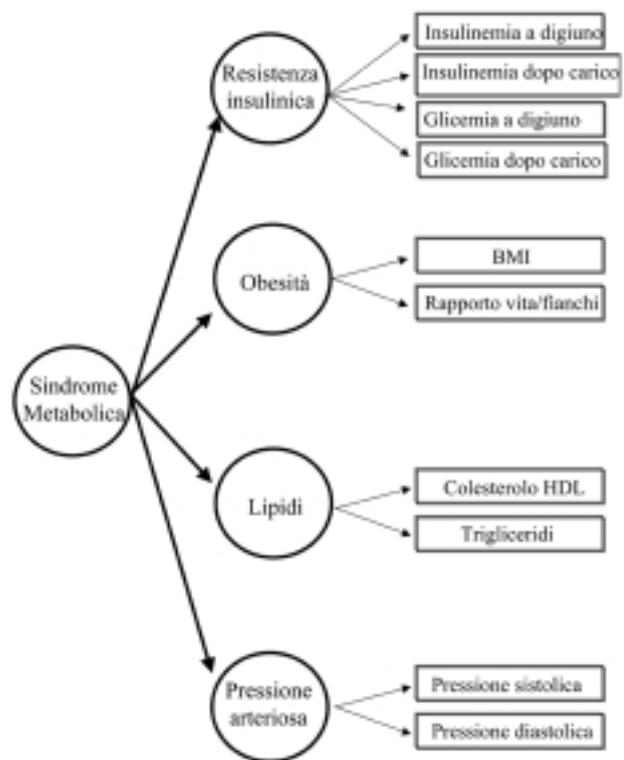 Resistenza
insulinica
Insulinemia a digiuno
Insulinemia dopo carico
Glicemia a digiuno
Glicemia dopo carico
Obesità
BMI
Rapporto vita/fianchi
Sindrome
Metabolica
Lipidi
Colesterolo HDL
Trigliceridi
Pressione
arteriosa
Pressione sistolica
Pressione diastolica